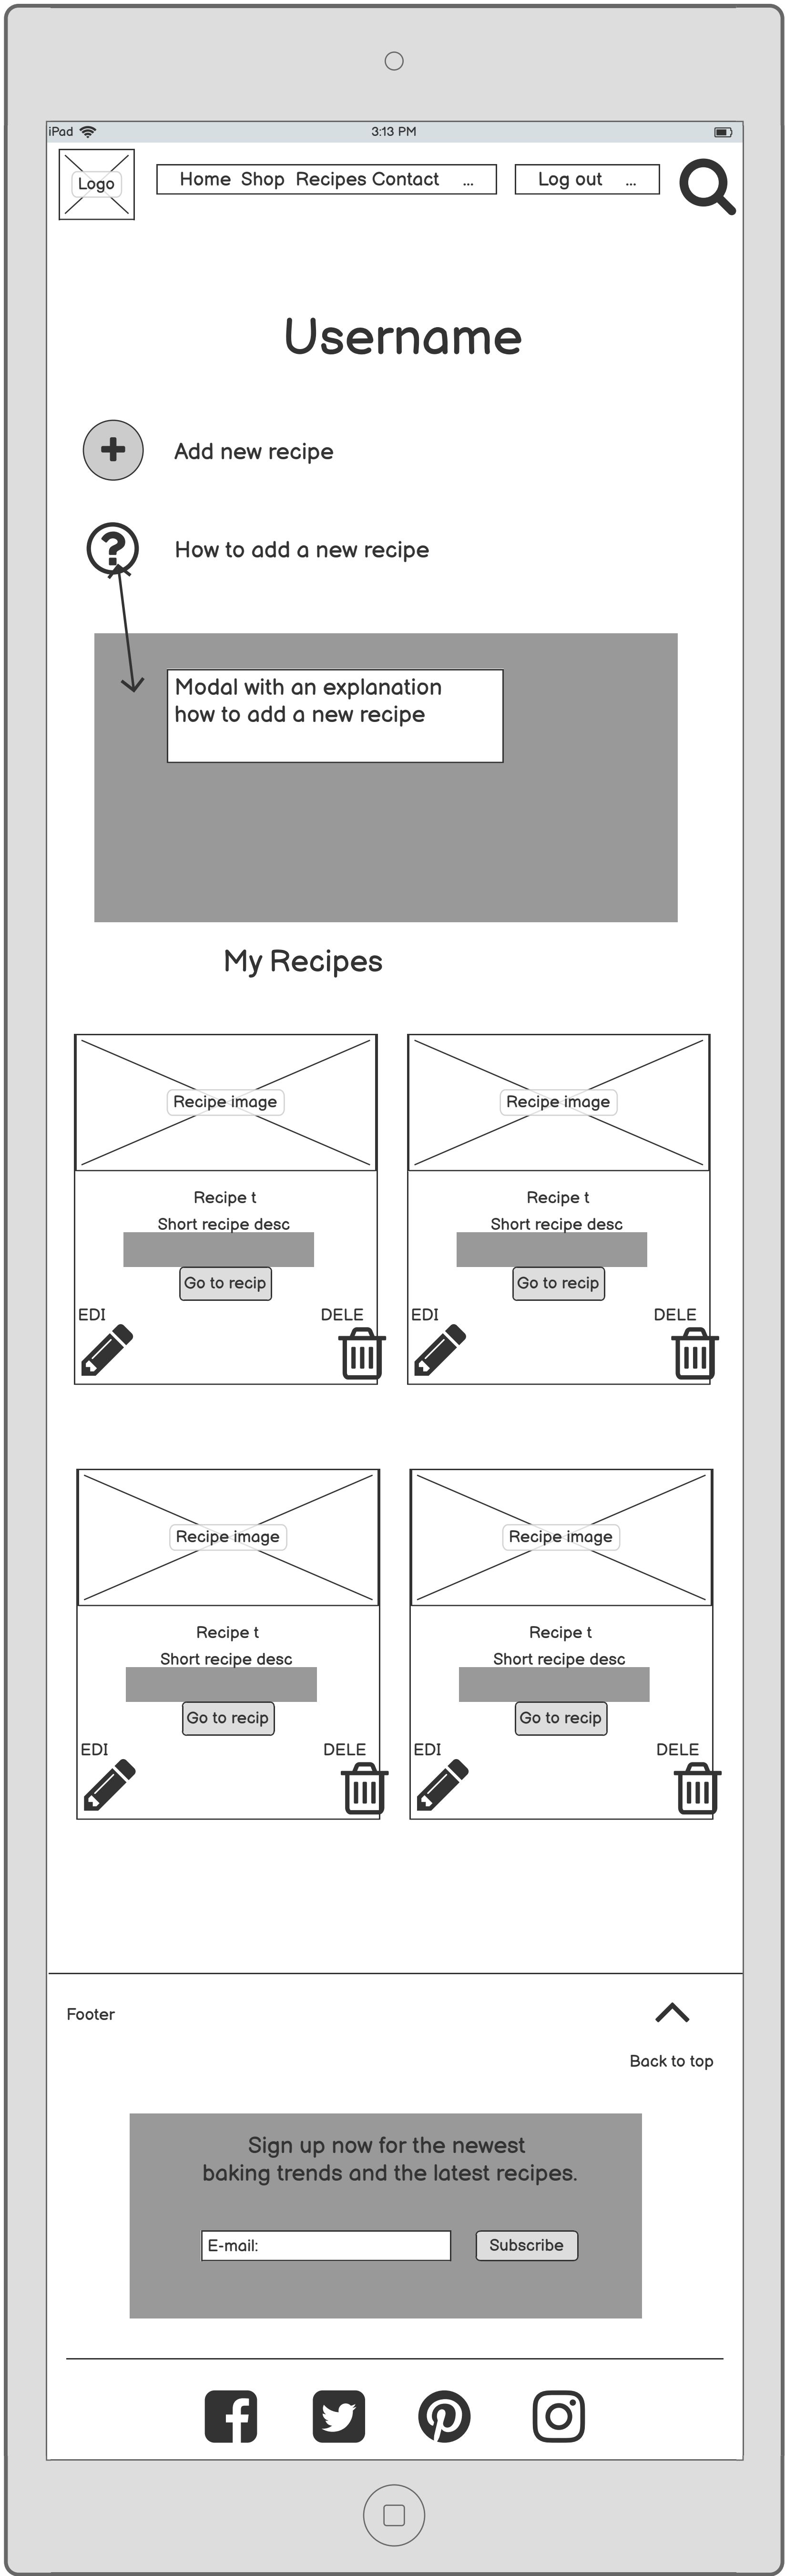 iPad 3:13 PM
Logo Home Shop Recipes Contact ... Log out ...
Username
Add new recipe
How to add a new recipe
Modal with an explanation
how to add a new recipe
My Recipes
Recipe image Recipe image
Recipe t Recipe t
Short recipe desc Short recipe desc
Go to recip Go to recip
EDI DELE EDI DELE
Recipe image Recipe image
Recipe t Recipe t
Short recipe desc Short recipe desc
Go to recip Go to recip
EDI DELE EDI DELE
Footer
Back to top
Sign up now for the newest
baking trends and the latest recipes.
E-mail: Subscribe